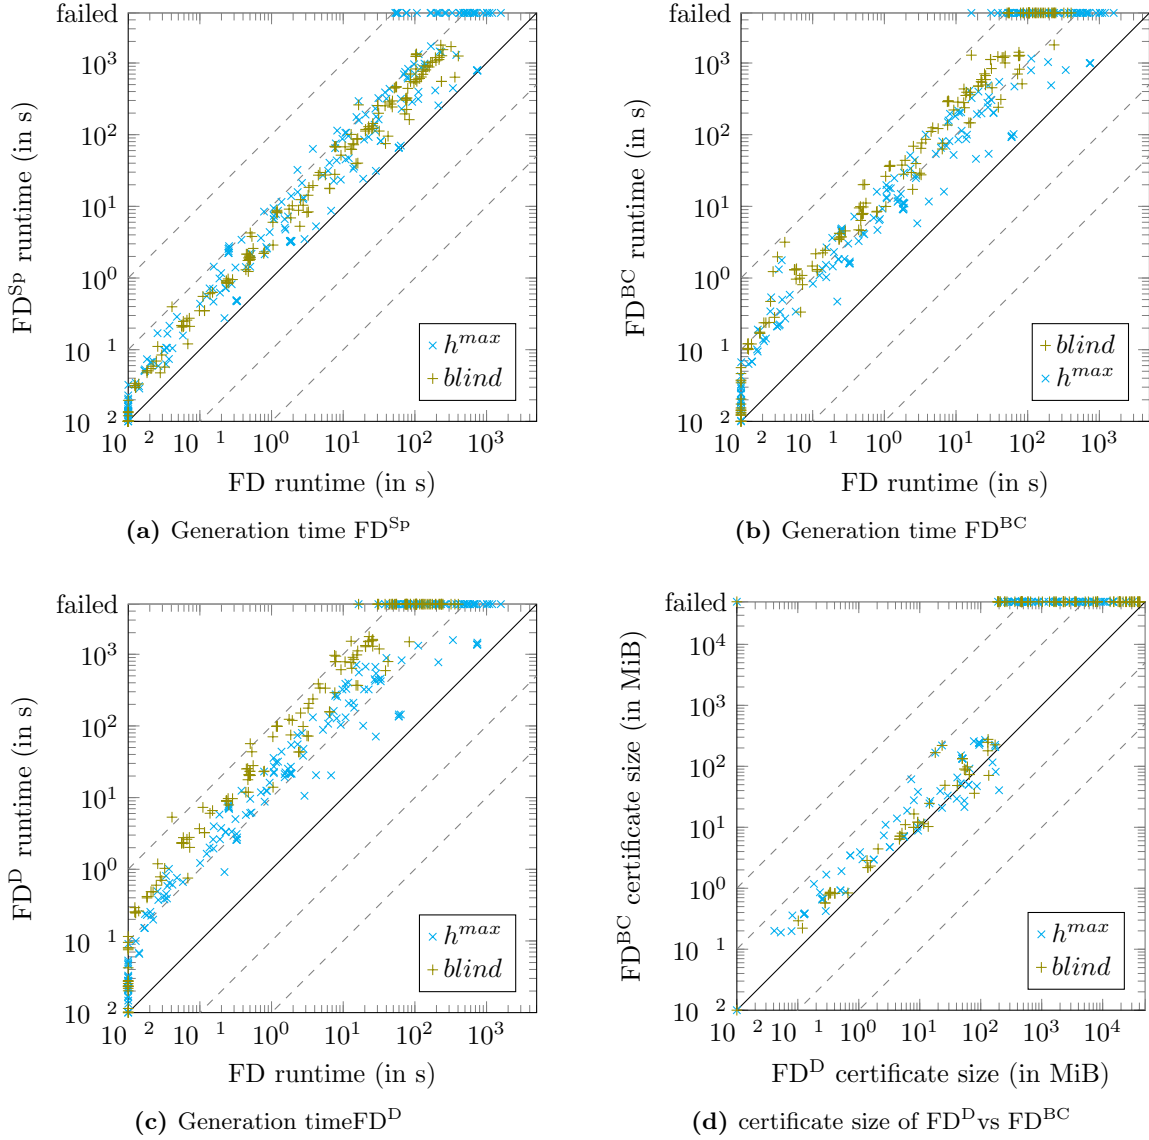 failed
10³
10²
10¹
10⁰
10 1
10 2
FD^Sp runtime (in s)
h^max
blind
10 2 10 1 10⁰ 10¹ 10² 10³
FD runtime (in s)
(a) Generation time FD^Sp
failed
10³
10²
10¹
10⁰
10 1
10 2
FD^BC runtime (in s)
blind
h^max
10 2 10 1 10⁰ 10¹ 10² 10³
FD runtime (in s)
(b) Generation time FD^BC
failed
10³
10²
10¹
10⁰
10 1
10 2
FD^D runtime (in s)
h^max
blind
10 2 10 1 10⁰ 10¹ 10² 10³
FD runtime (in s)
(c) Generation timeFD^D
failed
10⁴
10³
10²
10¹
10⁰
10 1
10 2
FD^BC certificate size (in MiB)
h^max
blind
10 2 10 1 10⁰ 10¹ 10² 10³ 10⁴
FD^D certificate size (in MiB)
(d) certificate size of FD^Dvs FD^BC